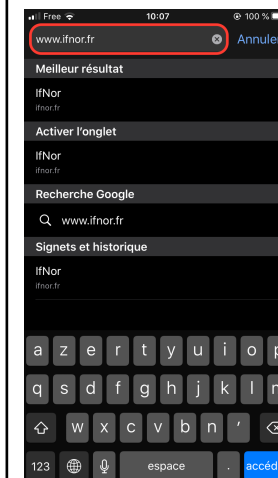 Free 10:07 100 %
www.ifnor.fr Annuler
Meilleur résultat
IfNor
ifnor.fr
Activer l'onglet
IfNor
ifnor.fr
Recherche Google
www.ifnor.fr
Signets et historique
IfNor
ifnor.fr
a z e r t y u i o p
q s d f g h j k l m
w x c v b n '
123 espace . accéd